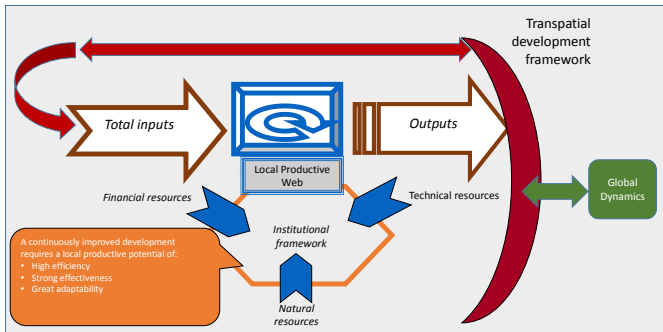 Transpatial
development
framework
Total inputs
Outputs
Local Productive
Web
Financial resources
Technical resources
Global
Dynamics
Institutional
framework
A continuously improved development
requires a local productive potential of:
• High efficiency
• Strong effectiveness
• Great adaptability
Natural
resources